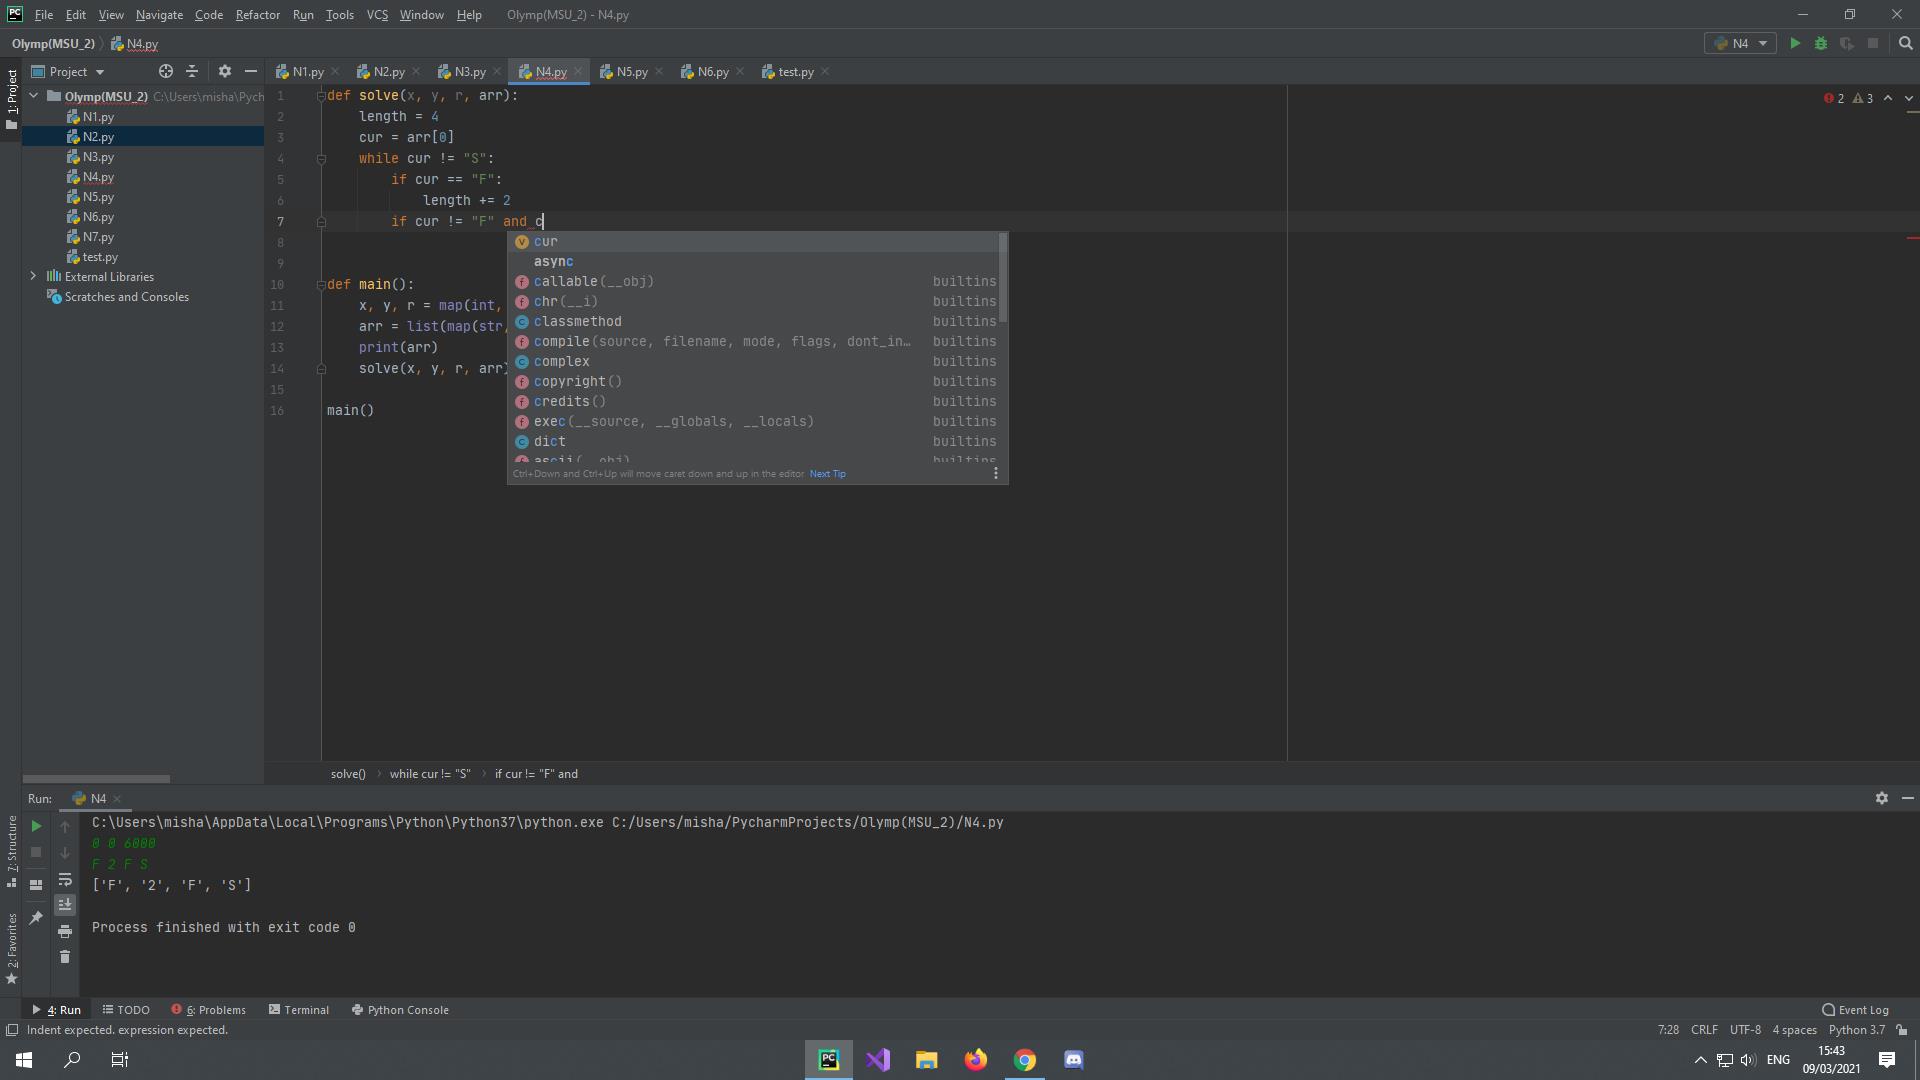 PC File Edit View Navigate Code Refactor Run Tools VCS Window Help Olymp(MSU_2) - N4.py
Olymp(MSU_2) N4.py N4
1: Project
Project
N1.py N2.py N3.py N4.py N5.py N6.py test.py
Olymp(MSU_2) C:\Users\misha\Pych
N1.py
N2.py
N3.py
N4.py
N5.py
N6.py
N7.py
test.py
External Libraries
Scratches and Consoles
2 3
1 def solve(x, y, r, arr):
2 length = 4
3 cur = arr[0]
4 while cur != "S":
5 if cur == "F":
6 length += 2
7 if cur != "F" and c
8
9
10 def main():
11 x, y, r = map(int,
12 arr = list(map(str,
13 print(arr)
14 solve(x, y, r, arr)
15
16 main()
cur
async
callable(__obj) builtins
chr(__i) builtins
classmethod builtins
compile(source, filename, mode, flags, dont_in… builtins
complex builtins
copyright() builtins
credits() builtins
exec(__source, __globals, __locals) builtins
dict builtins
ascii(__obj) builtins
Ctrl+Down and Ctrl+Up will move caret down and up in the editor Next Tip
solve() while cur != "S" if cur != "F" and
Run: N4
C:\Users\misha\AppData\Local\Programs\Python\Python37\python.exe C:/Users/misha/PycharmProjects/Olymp(MSU_2)/N4.py
0 0 6000
F 2 F S
['F', '2', 'F', 'S']
Process finished with exit code 0
7: Structure
2: Favorites
4: Run TODO 6: Problems Terminal Python Console Event Log
Indent expected. expression expected. 7:28 CRLF UTF-8 4 spaces Python 3.7
PC ENG 15:43
09/03/2021